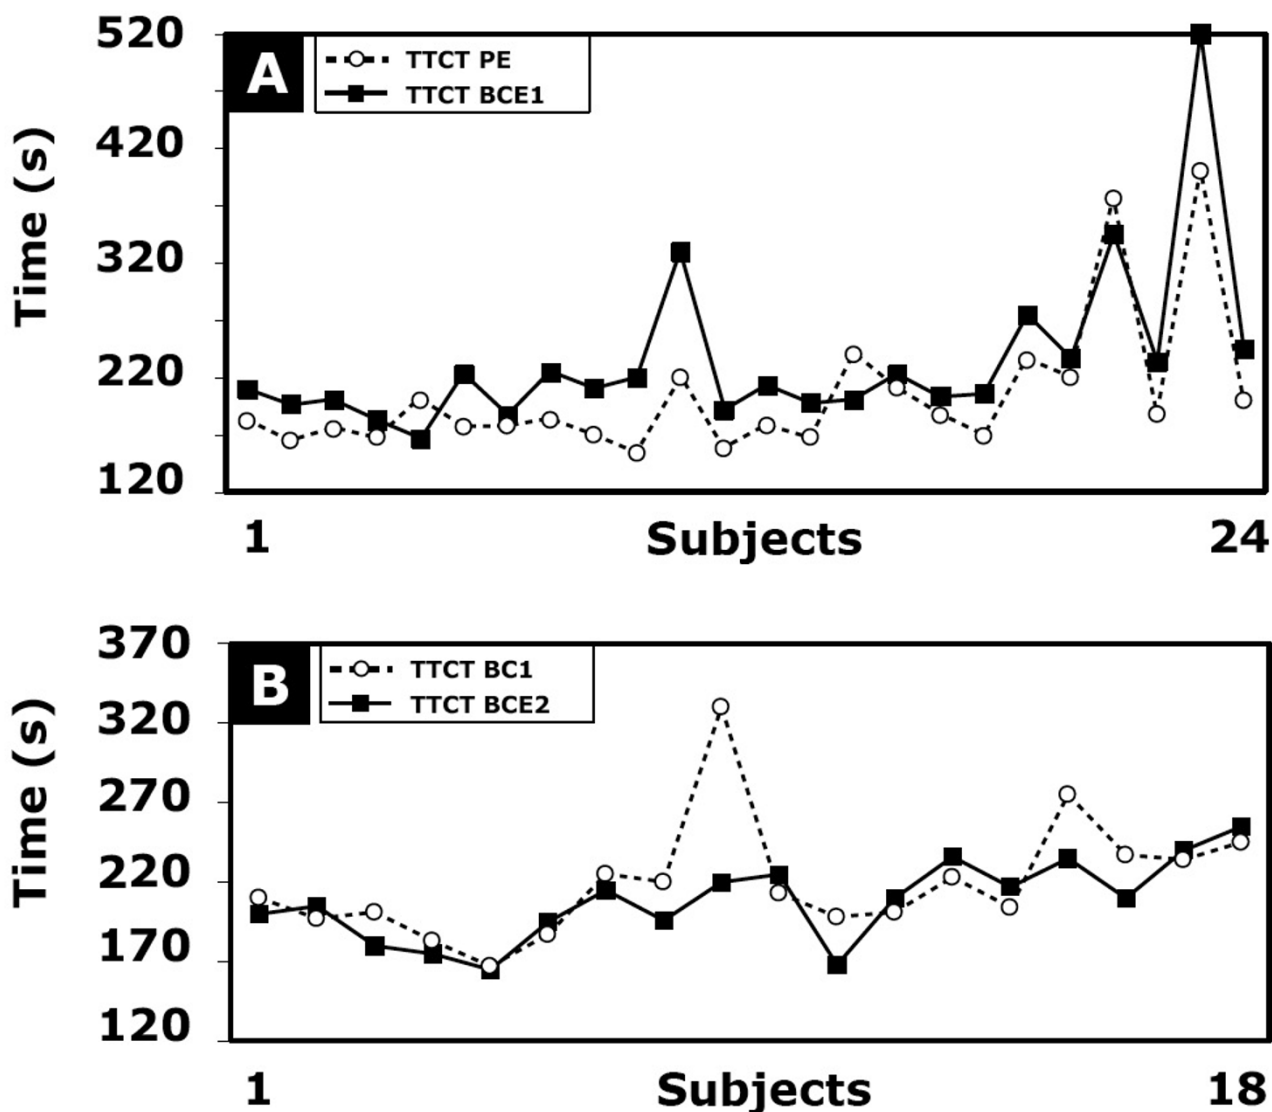 520
A
TTCT PE
TTCT BCE1
420
320
220
120
Time (s)
1 Subjects 24
370
B
TTCT BC1
TTCT BCE2
320
270
220
170
120
Time (s)
1 Subjects 18